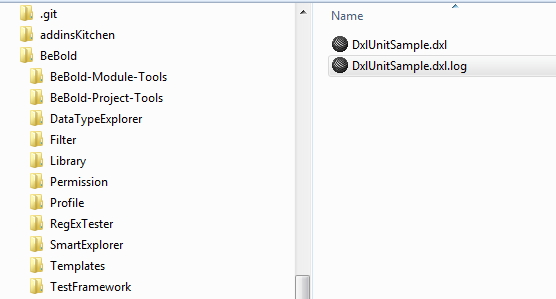 .git
addinsKitchen
BeBold
BeBold-Module-Tools
BeBold-Project-Tools
DataTypeExplorer
Filter
Library
Permission
Profile
RegExTester
SmartExplorer
Templates
TestFramework
Name
DxlUnitSample.dxl
DxlUnitSample.dxl.log